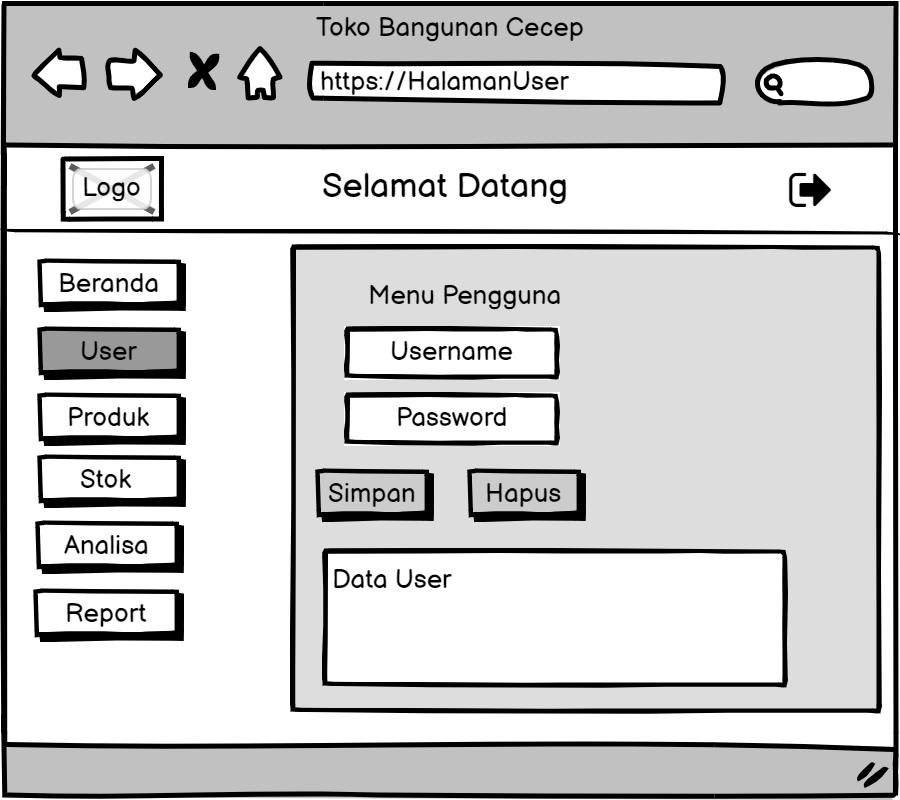 Toko Bangunan Cecep
https://HalamanUser
Logo
Selamat Datang
Beranda
User
Produk
Stok
Analisa
Report
Menu Pengguna
Username
Password
Simpan
Hapus
Data User